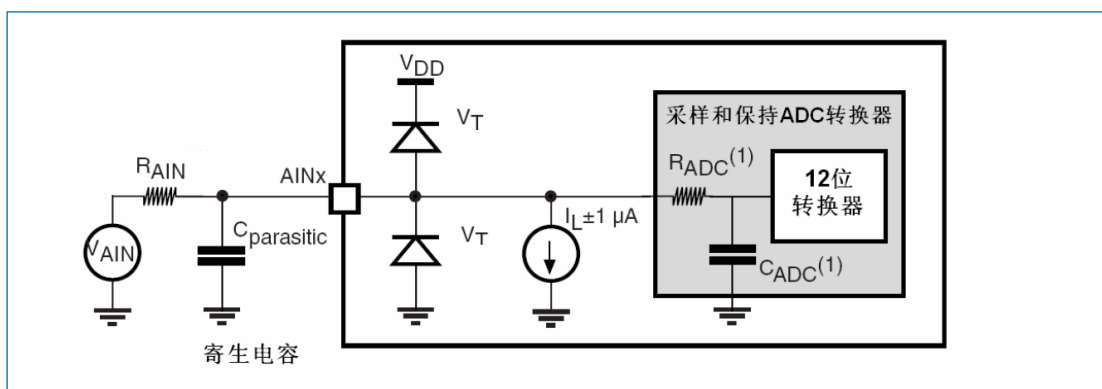 VDD
VT
采样和保持ADC转换器
RAIN
AINx
RADC(1)
12位
转换器
VAIN
Cparasitic
VT
IL±1 μA
CADC(1)
寄生电容